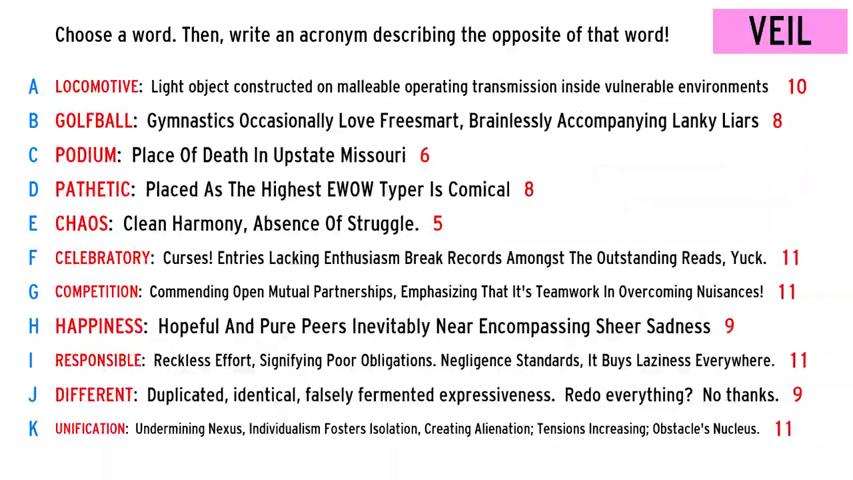 Choose a word. Then, write an acronym describing the opposite of that word!
VEIL
A LOCOMOTIVE: Light object constructed on malleable operating transmission inside vulnerable environments 10
B GOLFBALL: Gymnastics Occasionally Love Freesmart, Brainlessly Accompanying Lanky Liars 8
C PODIUM: Place Of Death In Upstate Missouri 6
D PATHETIC: Placed As The Highest EWOW Typer Is Comical 8
E CHAOS: Clean Harmony, Absence Of Struggle. 5
F CELEBRATORY: Curses! Entries Lacking Enthusiasm Break Records Amongst The Outstanding Reads, Yuck. 11
G COMPETITION: Commending Open Mutual Partnerships, Emphasizing That It's Teamwork In Overcoming Nuisances! 11
H HAPPINESS: Hopeful And Pure Peers Inevitably Near Encompassing Sheer Sadness 9
I RESPONSIBLE: Reckless Effort, Signifying Poor Obligations. Negligence Standards, It Buys Laziness Everywhere. 11
J DIFFERENT: Duplicated, identical, falsely fermented expressiveness. Redo everything? No thanks. 9
K UNIFICATION: Undermining Nexus, Individualism Fosters Isolation, Creating Alienation; Tensions Increasing; Obstacle's Nucleus. 11